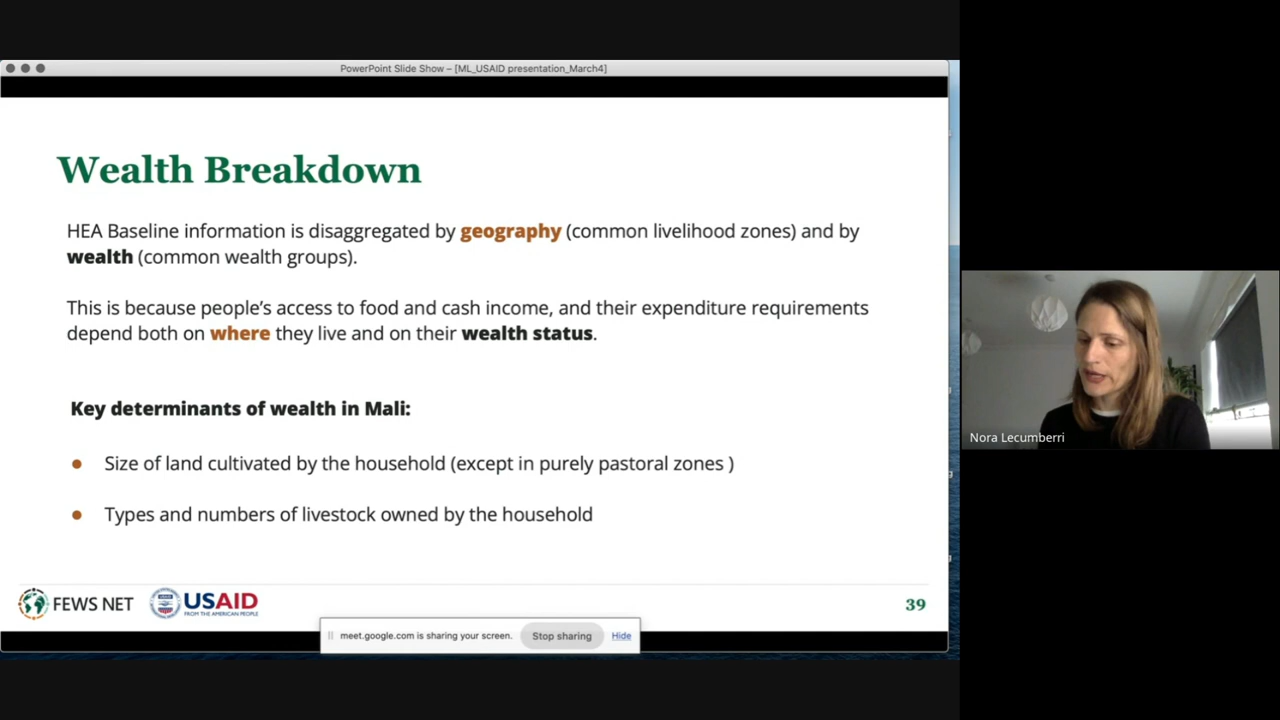 PowerPoint Slide Show – [ML_USAID presentation_March4]
Wealth Breakdown
HEA Baseline information is disaggregated by geography (common livelihood zones) and by
wealth (common wealth groups).
This is because people’s access to food and cash income, and their expenditure requirements
depend both on where they live and on their wealth status.
Key determinants of wealth in Mali:
Size of land cultivated by the household (except in purely pastoral zones )
Types and numbers of livestock owned by the household
FEWS NET
USAID
FROM THE AMERICAN PEOPLE
39
meet.google.com is sharing your screen.
Stop sharing
Hide
Nora Lecumberri